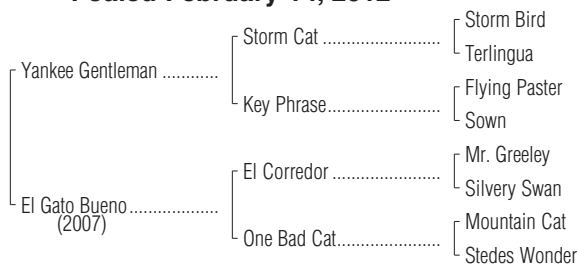 Foaled February 14, 2012
Storm Bird
Storm Cat ........................
Terlingua
Yankee Gentleman ............
Flying Paster
Key Phrase.......................
Sown
Mr. Greeley
El Corredor ......................
Silvery Swan
El Gato Bueno...................
(2007)
Mountain Cat
One Bad Cat.....................
Stedes Wonder